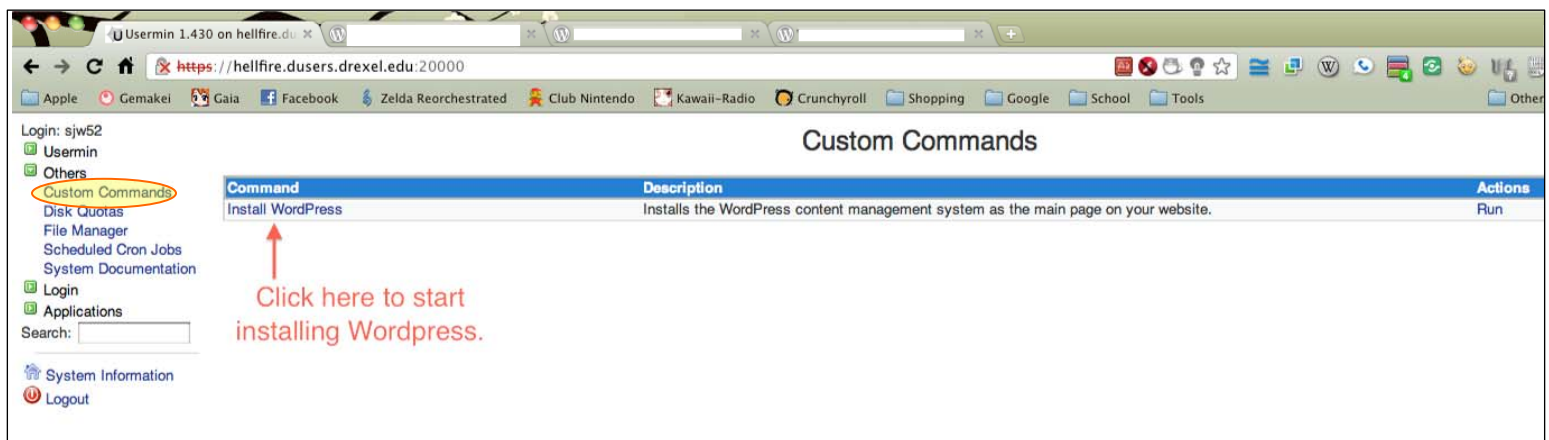 Usermin 1.430 on hellfire.du
https://hellfire.dusers.drexel.edu:20000
Apple Gemakei Gaia Facebook Zelda Reorchestrated Club Nintendo Kawaii-Radio Crunchyroll Shopping Google School Tools Other
Login: sjw52
Usermin
Others
Custom Commands
Disk Quotas
File Manager
Scheduled Cron Jobs
System Documentation
Login
Applications
Search:
System Information
Logout
Custom Commands
Command Description Actions
Install WordPress Installs the WordPress content management system as the main page on your website. Run
Click here to start
installing Wordpress.